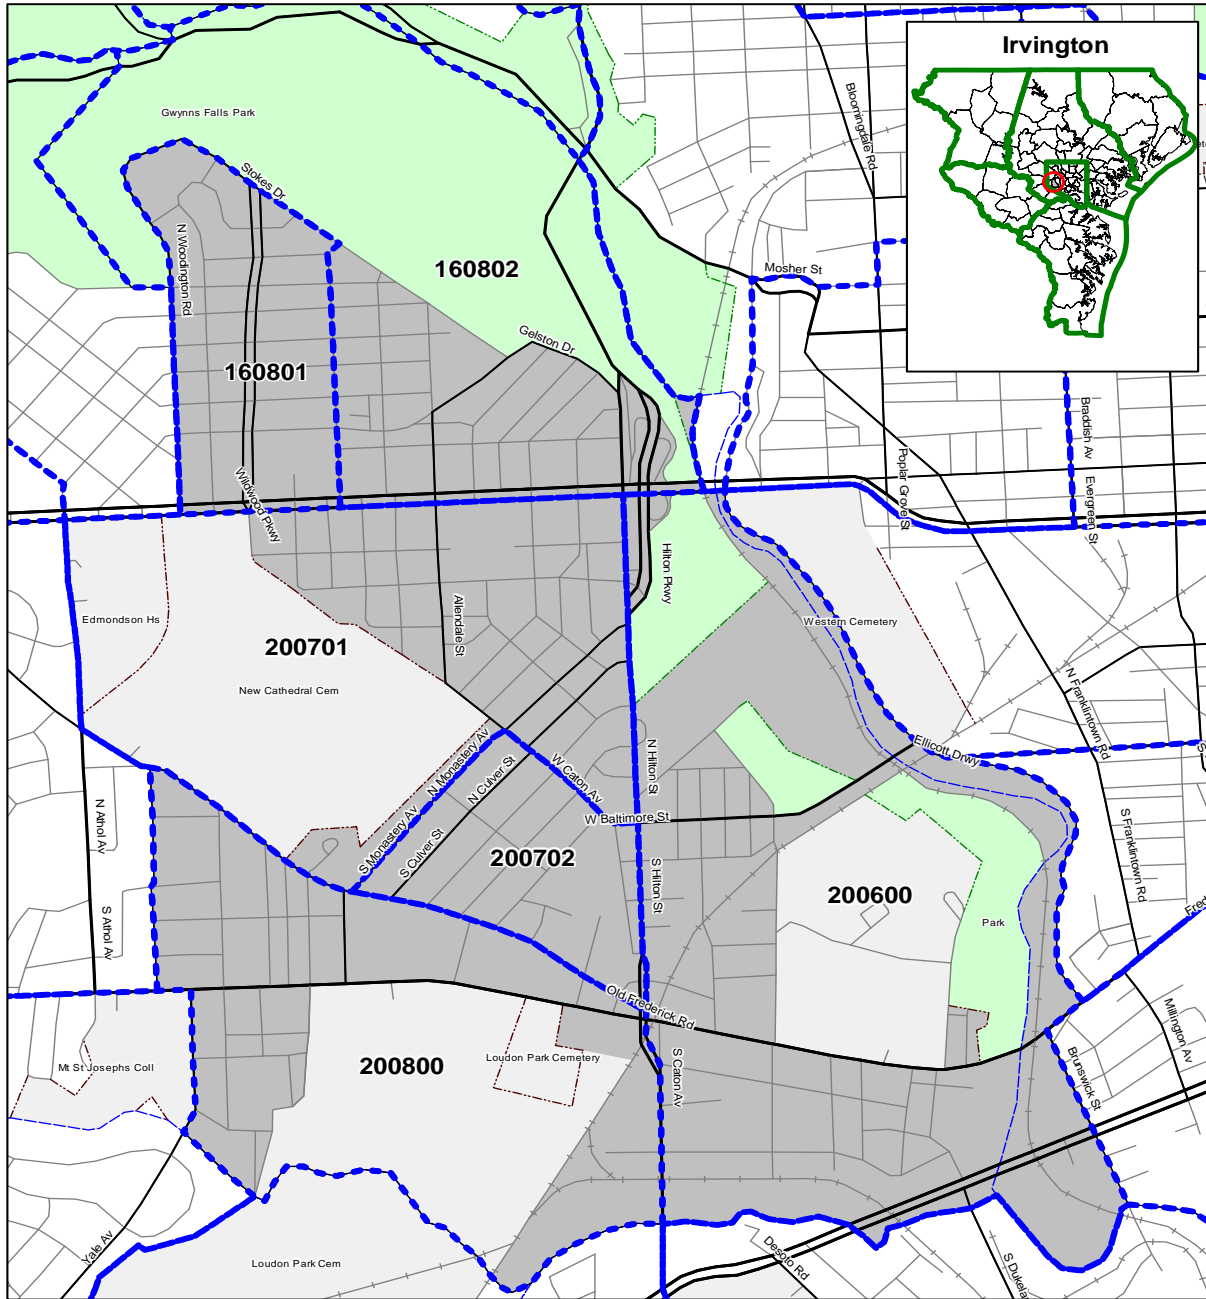 Irvington
Gwynns Falls Park
Bloomingdale Rd
Stokes Dr
N Woodington Rd
160802
Mosher St
Gelston Dr
160801
Braddish Av
Poplar Grove St
Wildwood Pkwy
Evergreen St
Hilton Pkwy
Allendale St
Edmondson Hs
Western Cemetery
200701
New Cathedral Cem
N Franklintown Rd
N Monastery Av
N Hilton St
Ellicott Drwy
W Caton Av
N Culver St
N Athol Av
W Baltimore St
S Monastery Av
S Culver St
S Franklintown Rd
200702
S Hilton St
200600
Park
S Athol Av
Old Frederick Rd
Millington Av
200800
Loudon Park Cemetery
Mt St Josephs Coll
S Caton Av
Brunswick St
Yale Av
Loudon Park Cem
Desoto Rd